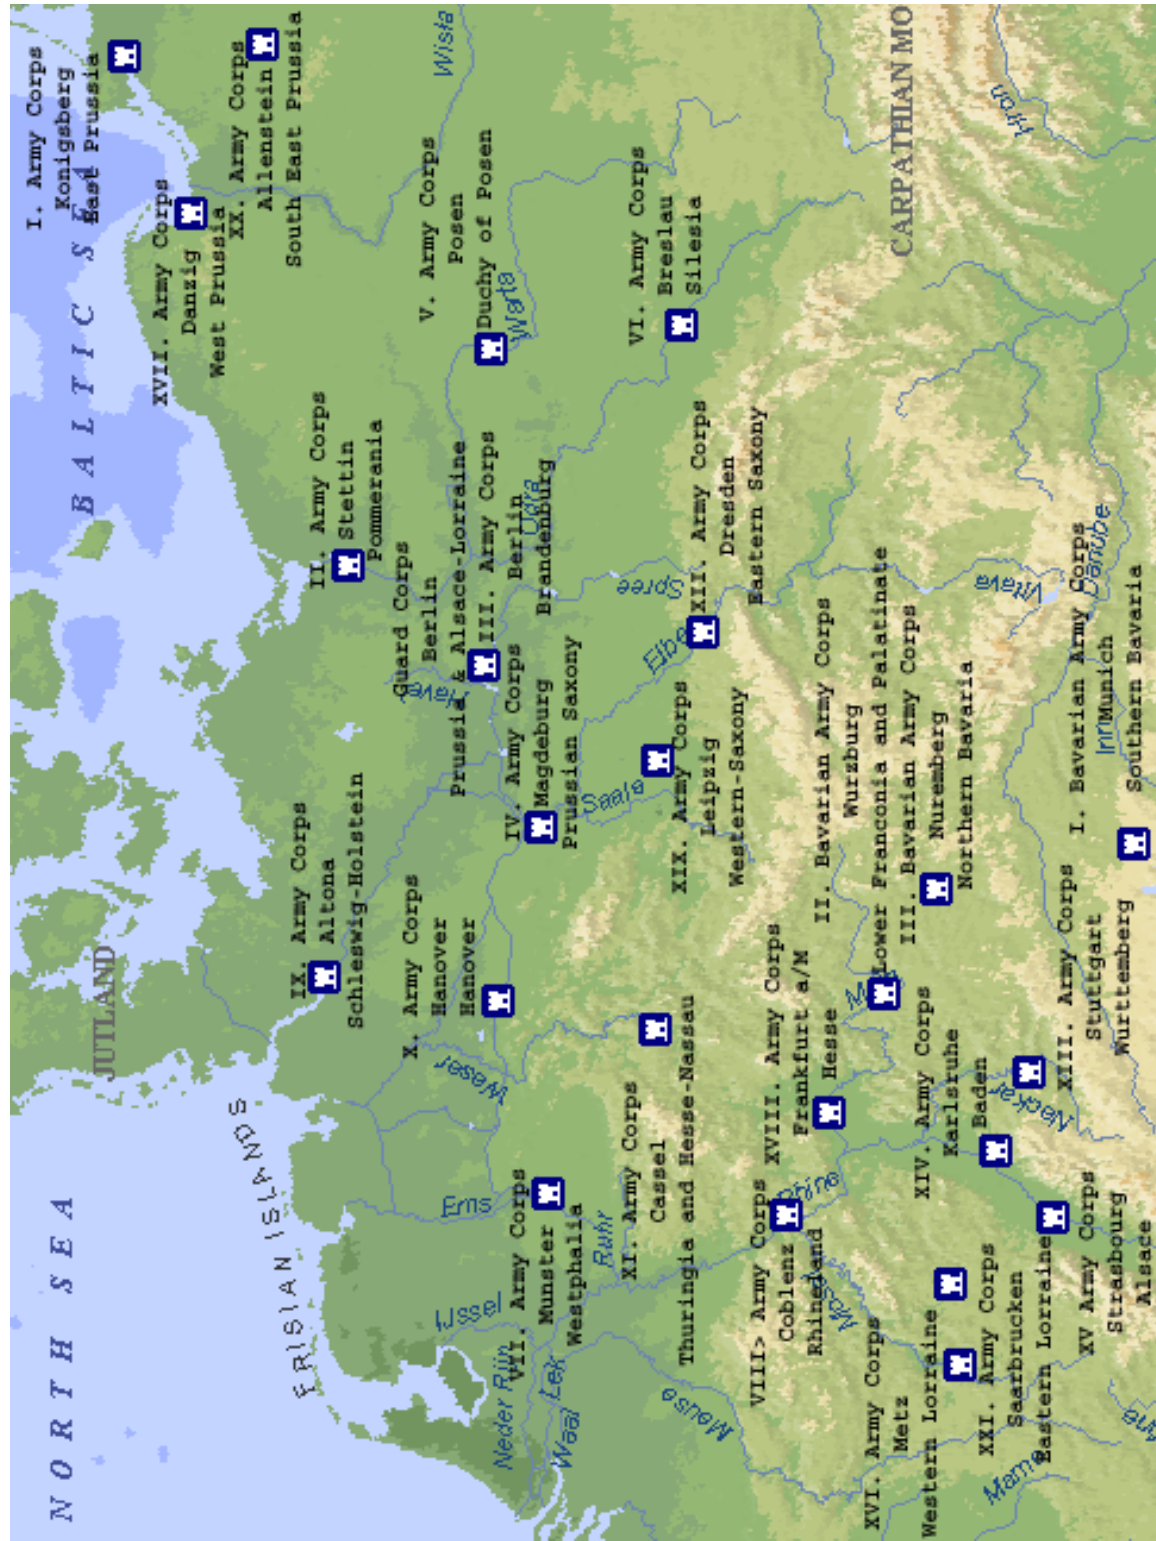 NORTH SEA
BALTIC SEA
JUTLAND
FRISIAN ISLANDS
CARPATHIAN MO
I. Army Corps
Konigsberg
East Prussia
XVII. Army Corps
Danzig
West Prussia
XX. Army Corps
Allenstein
South East Prussia
II. Army Corps
Stettin
Pommerania
V. Army Corps
Posen
Duchy of Posen
IX. Army Corps
Altona
Schleswig-Holstein
Guard Corps
Berlin
Prussia & Alsace-Lorraine
III. Army Corps
Berlin
Brandenburg
X. Army Corps
Hanover
Hanover
IV. Army Corps
Magdeburg
Prussian Saxony
VI. Army Corps
Breslau
Silesia
VII. Army Corps
Munster
Westphalia
XI. Army Corps
Cassel
Thuringia and Hesse-Nassau
XIX. Army Corps
Leipzig
Western-Saxony
XII. Army Corps
Dresden
Eastern Saxony
VIII> Army Corps
Coblenz
Rhineland
XVIII. Army Corps
Frankfurt a/M
Hesse
II. Bavarian Army Corps
Wurzburg
Lower Franconia and Palatinate
III. Bavarian Army Corps
Nuremberg
Northern Bavaria
XVI. Army Corps
Metz
Western Lorraine
XXI. Army Corps
Saarbrucken
Eastern Lorraine
XIV. Army Corps
Karlsruhe
Baden
XV Army Corps
Strasbourg
Alsace
XIII. Army Corps
Stuttgart
Wurttemberg
I. Bavarian Army Corps
Munich
Southern Bavaria
Wisla
Warta
Odra
Havel
Spree
Elbe
Saale
Weser
Ems
Ijssel
Neder Rijn
Lek
Waal
Ruhr
Meuse
Rhine
Mos
Neckar
Marne
Vltava
Danube
Inn
Hron